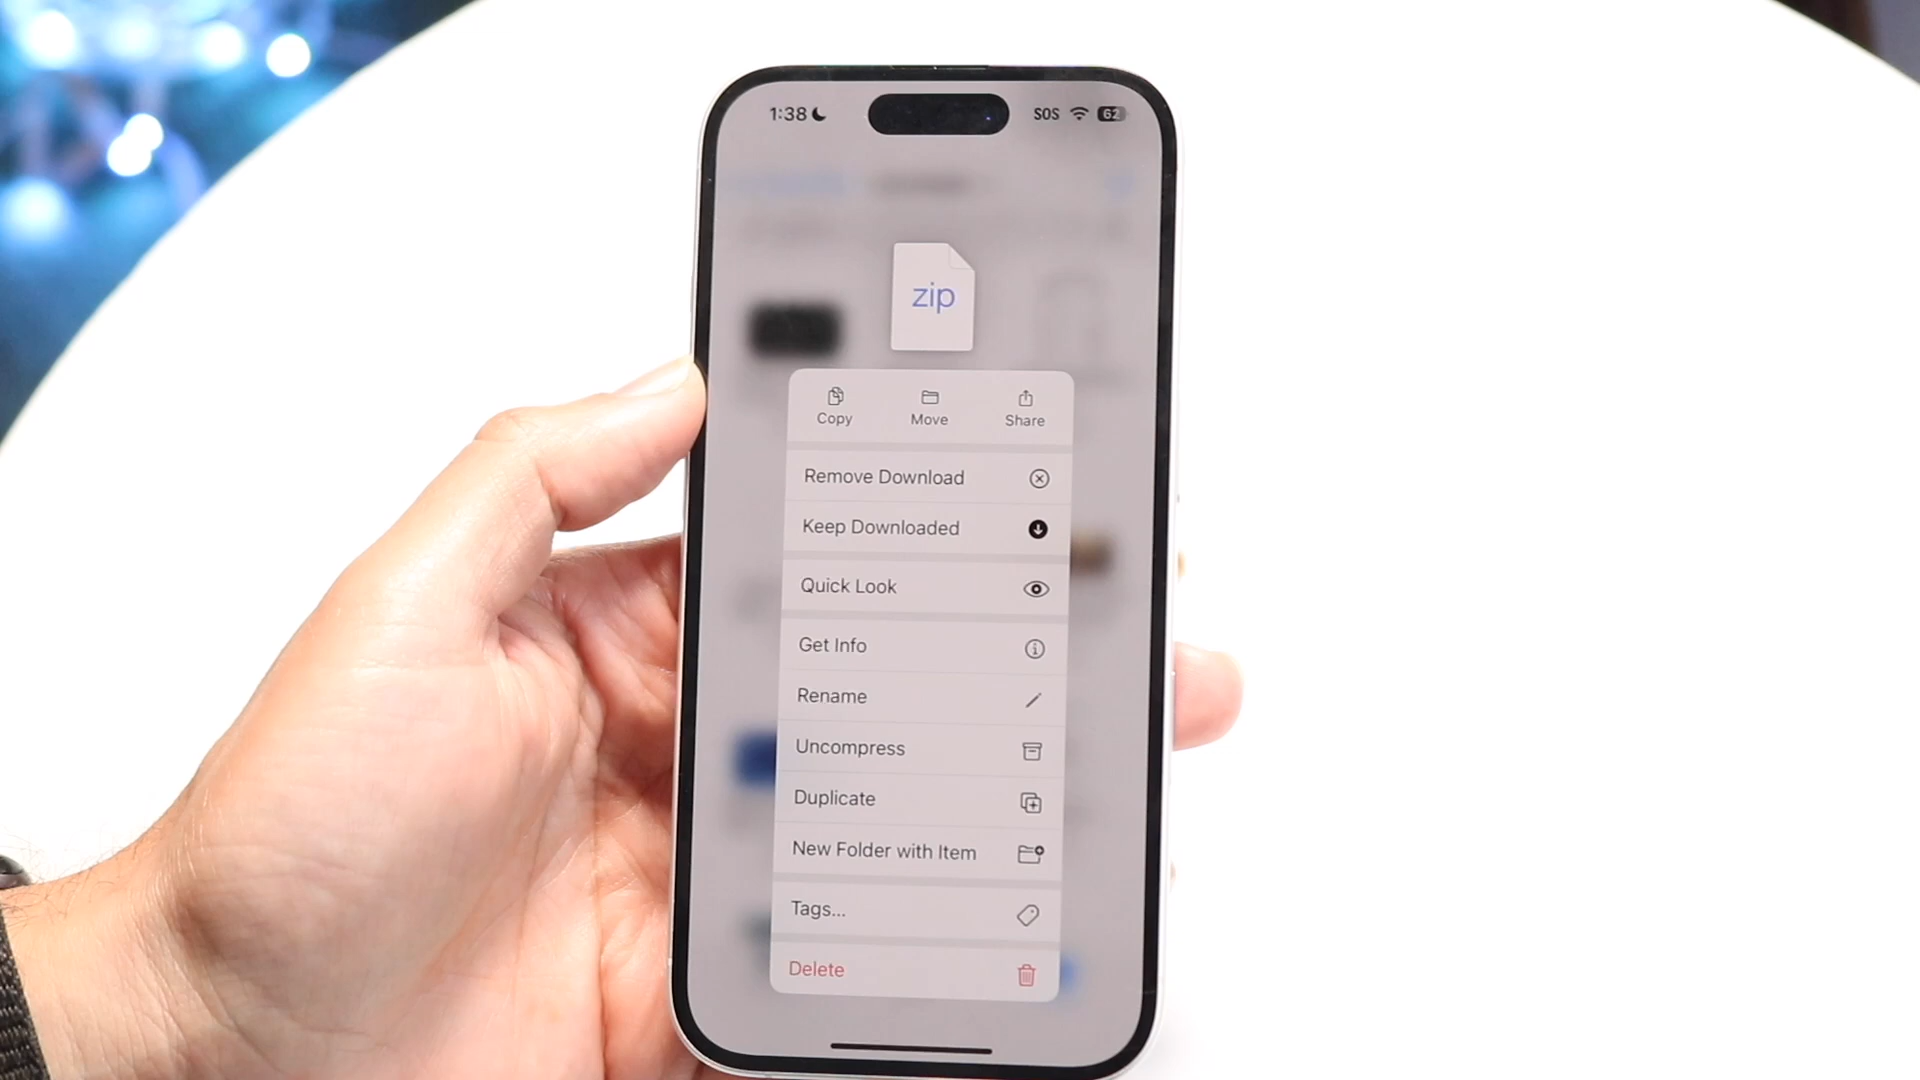 1:38 SOS 62
zip
Copy Move Share
Remove Download
Keep Downloaded
Quick Look
Get Info
Rename
Uncompress
Duplicate
New Folder with Item
Tags...
Delete